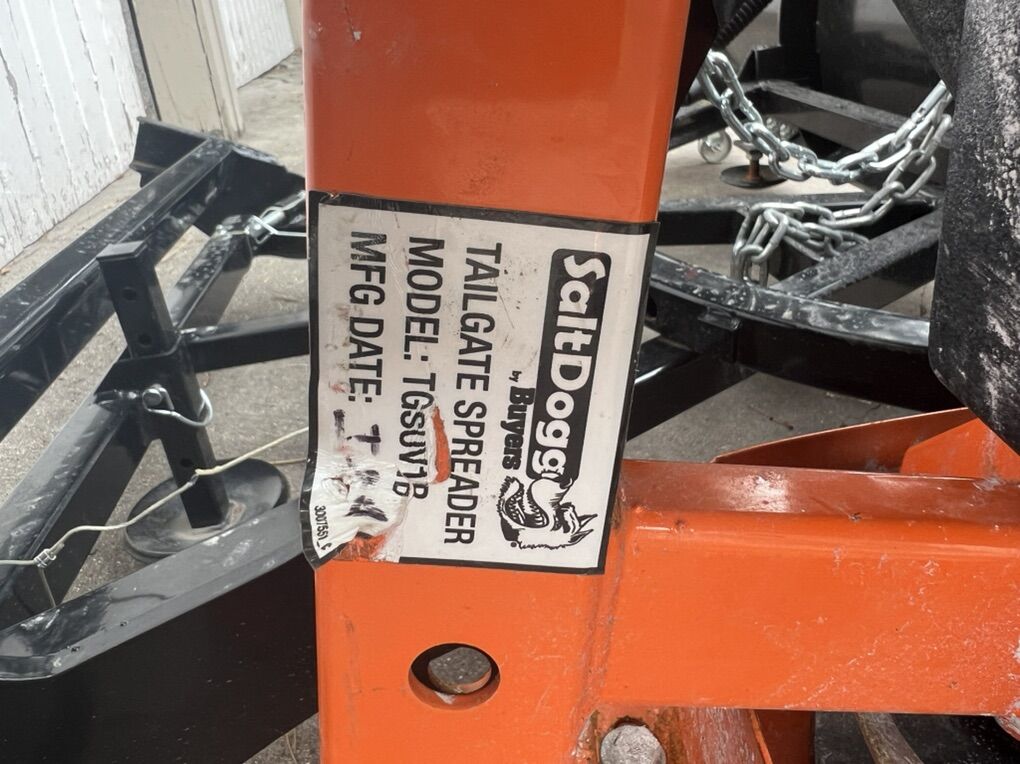 SaltDogg
by Buyers
®
TAILGATE SPREADER
MODEL: TGSUV1B
MFG DATE: